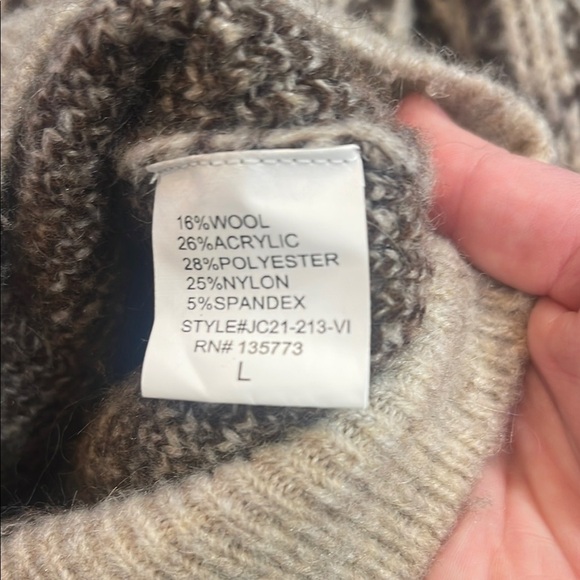 16%WOOL
26%ACRYLIC
28%POLYESTER
25%NYLON
5%SPANDEX
STYLE#JC21-213-VI
RN# 135773
L